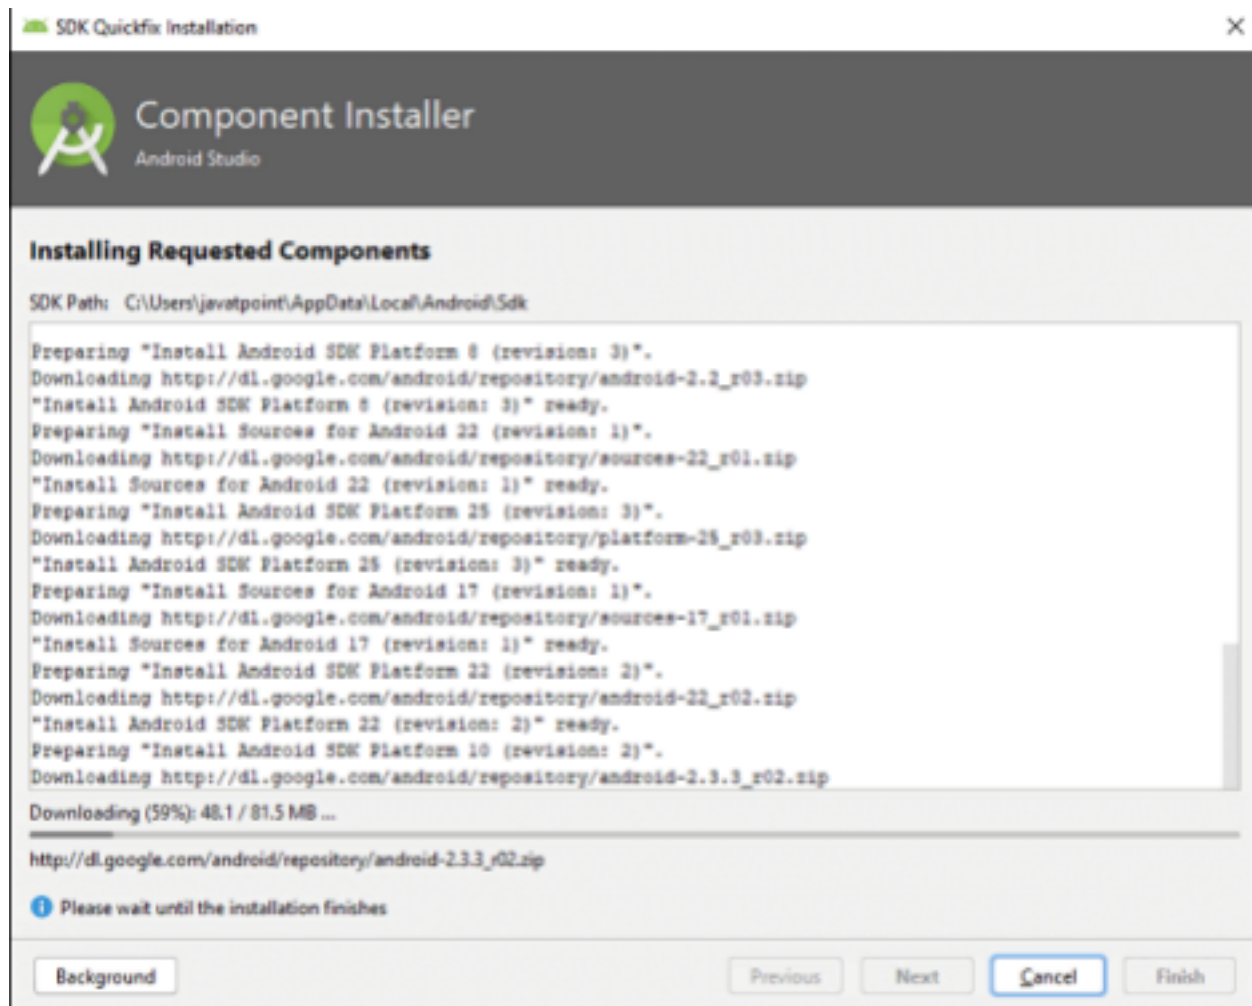 SDK Quickfix Installation
Component Installer
Android Studio
Installing Requested Components
SDK Path: C:\Users\javatpoint\AppData\Local\Android\Sdk
Preparing "Install Android SDK Platform 8 (revision: 3)".
Downloading http://dl.google.com/android/repository/android-2.2_r03.zip
"Install Android SDK Platform 8 (revision: 3)" ready.
Preparing "Install Sources for Android 22 (revision: 1)".
Downloading http://dl.google.com/android/repository/sources-22_r01.zip
"Install Sources for Android 22 (revision: 1)" ready.
Preparing "Install Android SDK Platform 25 (revision: 3)".
Downloading http://dl.google.com/android/repository/platform-25_r03.zip
"Install Android SDK Platform 25 (revision: 3)" ready.
Preparing "Install Sources for Android 17 (revision: 1)".
Downloading http://dl.google.com/android/repository/sources-17_r01.zip
"Install Sources for Android 17 (revision: 1)" ready.
Preparing "Install Android SDK Platform 22 (revision: 2)".
Downloading http://dl.google.com/android/repository/android-22_r02.zip
"Install Android SDK Platform 22 (revision: 2)" ready.
Preparing "Install Android SDK Platform 10 (revision: 2)".
Downloading http://dl.google.com/android/repository/android-2.3.3_r02.zip
Downloading (59%): 48.1 / 81.5 MB ...
http://dl.google.com/android/repository/android-2.3.3_r02.zip
Please wait until the installation finishes
Background Previous Next Cancel Finish